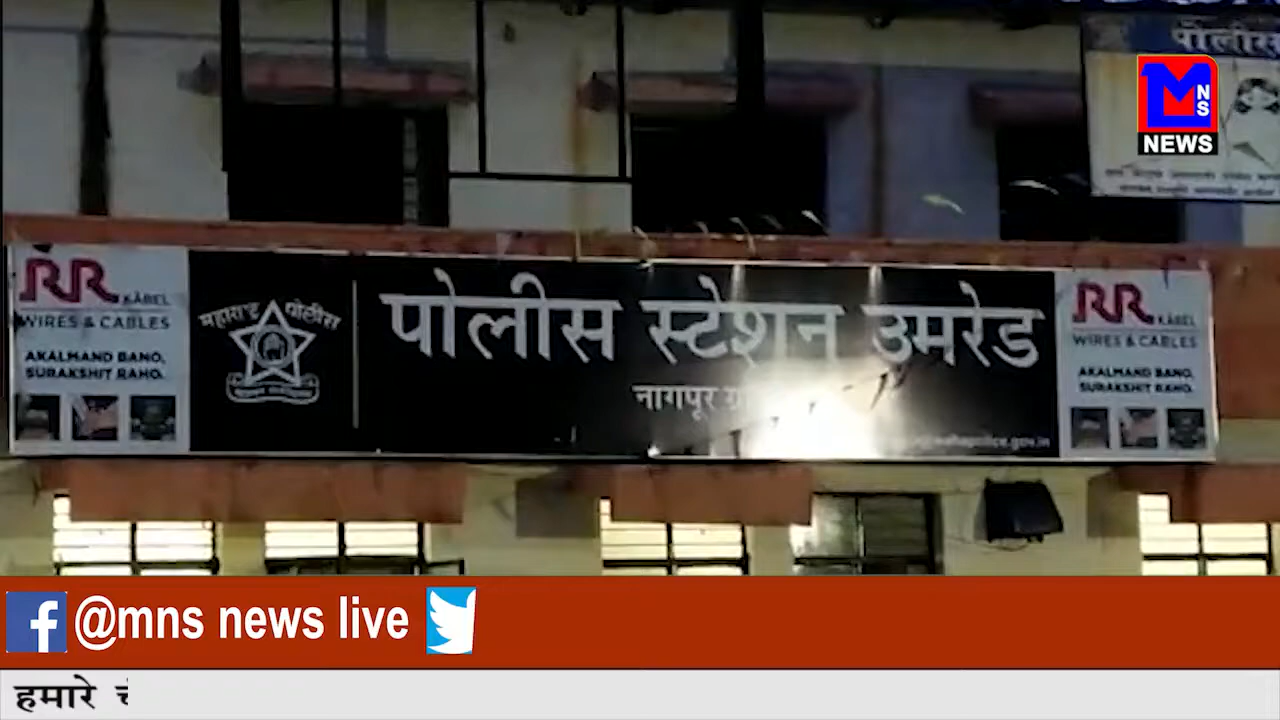 पोलीस
MNS
NEWS
RR KABEL
WIRES & CABLES
AKALMAND BANO,
SURAKSHIT RAHO.
महाराष्ट्र पोलीस
पोलीस स्टेशन उमरेड
नागपूर
RR KABEL
WIRES & CABLES
AKALMAND BANO,
SURAKSHIT RAHO.
@mns news live
हमारे